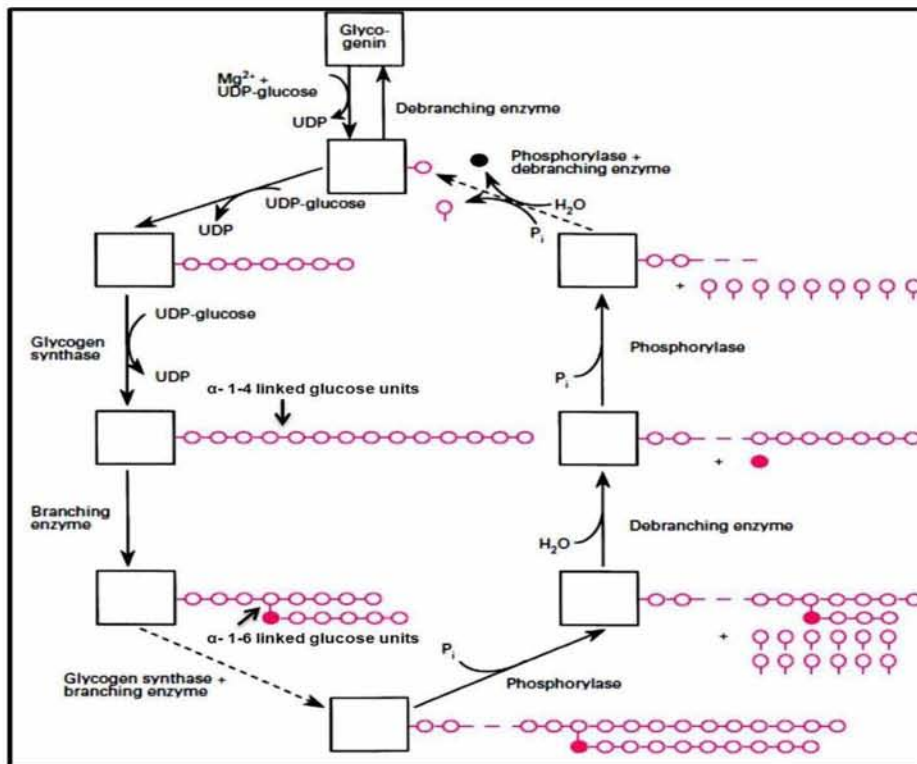 Glyco-
genin
Mg2+ +
UDP-glucose
UDP
Debranching enzyme
Phosphorylase +
debranching enzyme
UDP-glucose
UDP
H2O
Pi
+
UDP-glucose
Glycogen
synthase
UDP
Phosphorylase
Pi
α- 1-4 linked glucose units
+
Branching
enzyme
Debranching enzyme
H2O
α- 1-6 linked glucose units
+
Pi
Glycogen synthase +
branching enzyme
Phosphorylase